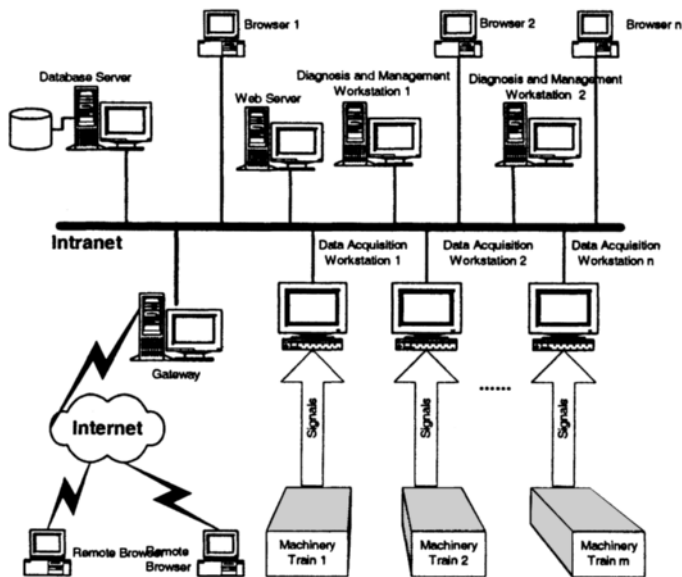 Browser 1
Browser 2
Browser n
Database Server
Diagnosis and Management
Workstation 1
Diagnosis and Management
Workstation 2
Web Server
Intranet
Data Acquisition
Workstation 1
Data Acquisition
Workstation 2
Data Acquisition
Workstation n
Gateway
Internet
Signals
Signals
......
Signals
Remote Browser
Remote
Browser
Machinery
Train 1
Machinery
Train 2
Machinery
Train m